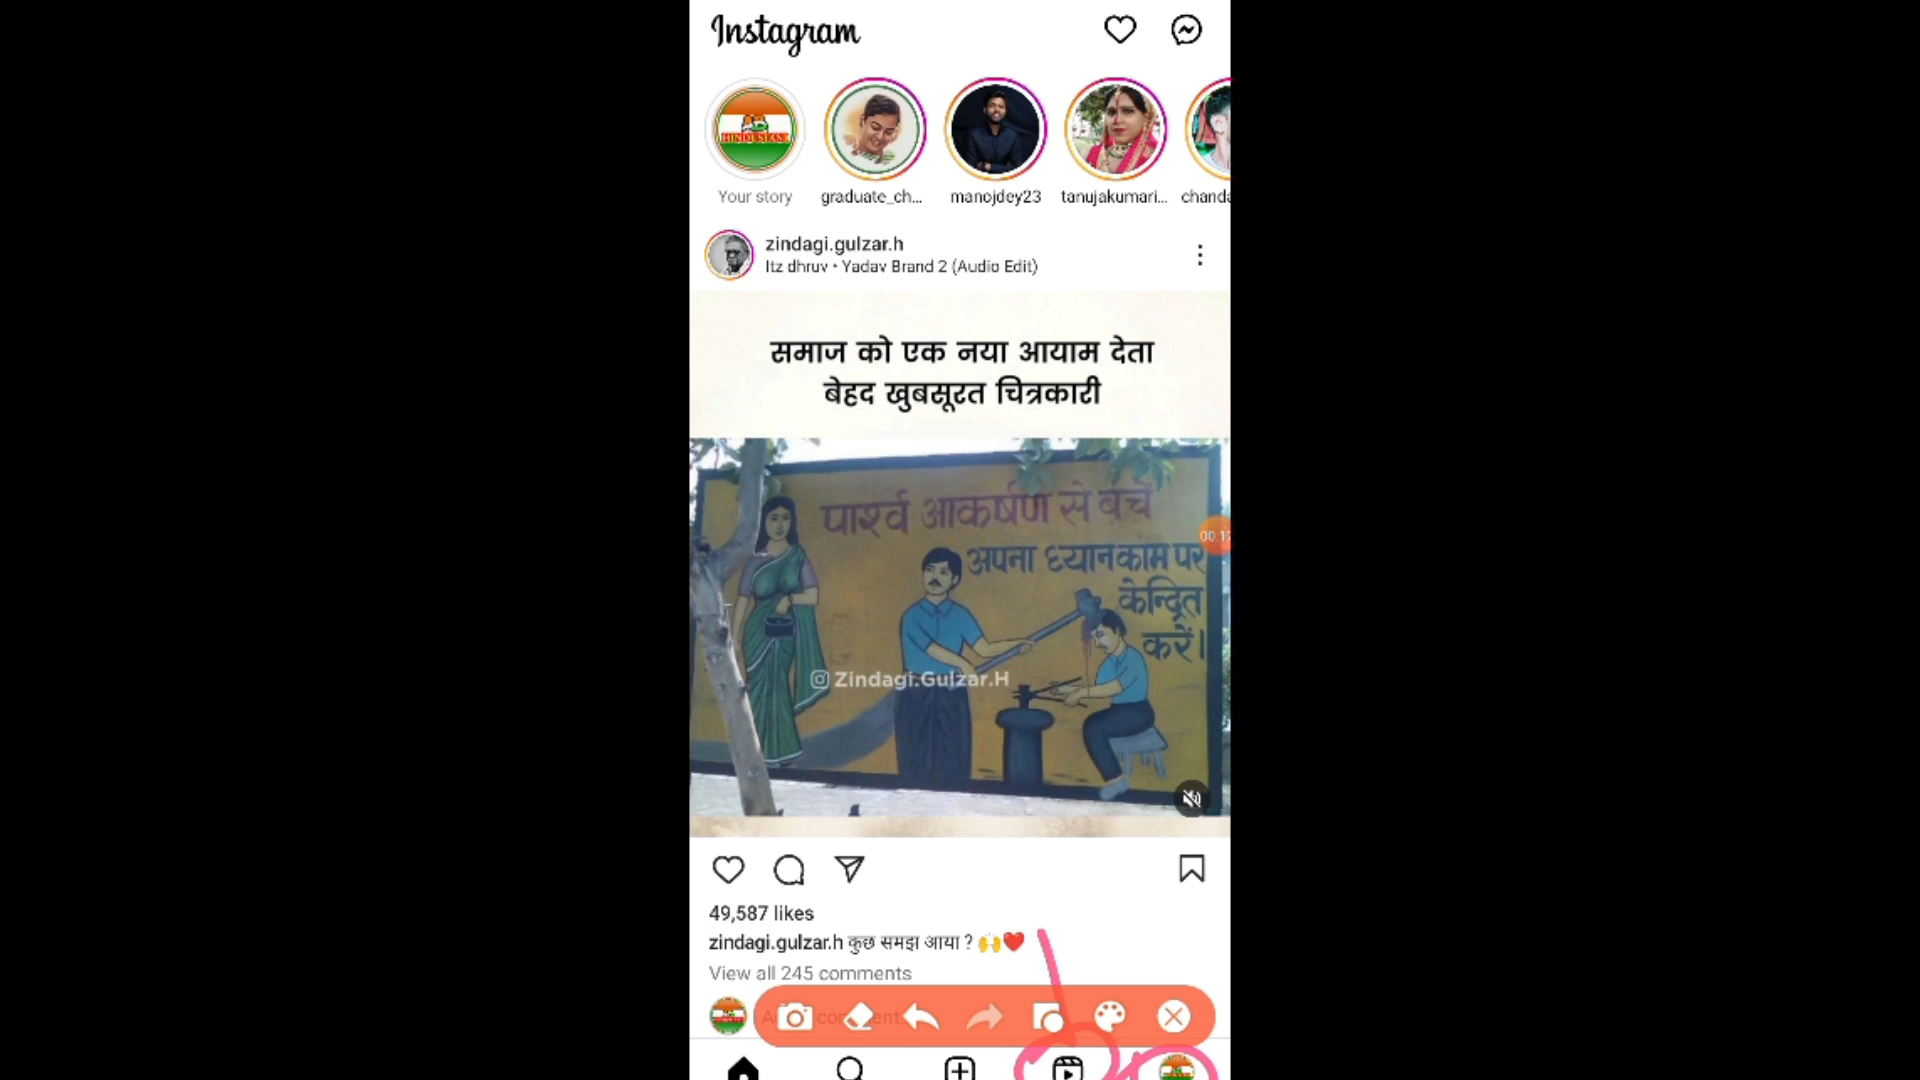 Instagram
HINDUSTANI
Your story
graduate_ch...
manojdey23
tanujakumari...
zindagi.gulzar.h
Itz dhruv • Yadav Brand 2 (Audio Edit)
समाज को एक नया आयाम देता
बेहद खुबसूरत चित्रकारी
पार्श्व आकर्षण से बचें
अपना ध्यान काम पर
केन्द्रित
करें।
Zindagi.Gulzar.H
49,587 likes
zindagi.gulzar.h कुछ समझ आया ? 🙌❤️
View all 245 comments